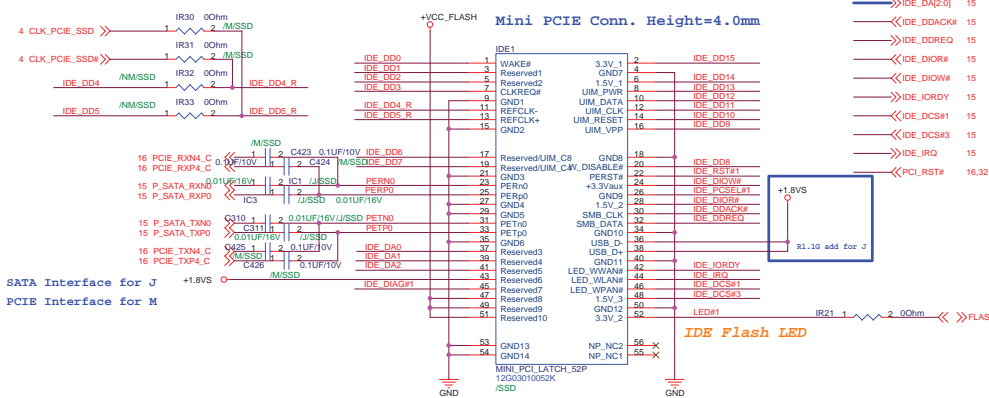 Mini PCIE Conn. Height=4.0mm
+VCC_FLASH
4 CLK_PCIE_SSD
IR30 0Ohm
1 2
/M/SSD
4 CLK_PCIE_SSD#
IR31 0Ohm
1 2
/M/SSD
IDE_DD4
/NM/SSD
IR32 0Ohm
1 2
IDE_DD4_R
IDE_DD5
/NM/SSD
IR33 0Ohm
1 2
IDE_DD5_R
16 PCIE_RXN4_C
16 PCIE_RXP4_C
15 P_SATA_RXN0
15 P_SATA_RXP0
/M/SSD
1 2
C423 0.1UF/10V
0.1UF/10V
C424
/M/SSD
0.01UF/16V
IC1
/J/SSD
IC3
0.01UF/16V
/J/SSD
15 P_SATA_TXN0
15 P_SATA_TXP0
16 PCIE_TXN4_C
16 PCIE_TXP4_C
C310
1 2
0.01UF/16V/J/SSD
C311
0.01UF/16V
/J/SSD
C425
0.1UF/10V
/M/SSD
C426
0.1UF/10V
/M/SSD
+1.8VS
SATA Interface for J
PCIE Interface for M
IDE1
IDE_DD0 1 WAKE# 3.3V_1 2 IDE_DD15
IDE_DD1 3 Reserved1 GND7 4
IDE_DD2 5 Reserved2 1.5V_1 6 IDE_DD14
IDE_DD3 7 CLKREQ# UIM_PWR 8 IDE_DD13
9 GND1 UIM_DATA 10 IDE_DD12
IDE_DD4_R 11 REFCLK- UIM_CLK 12 IDE_DD11
IDE_DD5_R 13 REFCLK+ UIM_RESET 14 IDE_DD10
15 GND2 UIM_VPP 16 IDE_DD9
IDE_DD6 17 Reserved/UIM_C8 GND8 18
IDE_DD7 19 Reserved/UIM_C4 W_DISABLE# 20 IDE_DD8
21 GND3 PERST# 22 IDE_RST#1
PERN0 23 PERn0 +3.3Vaux 24 IDE_DIOW#
PERP0 25 PERp0 GND9 26 IDE_PCSEL#1
27 GND4 1.5V_2 28 IDE_DIOR#
29 GND5 SMB_CLK 30 IDE_DDACK#
PETN0 31 PETn0 SMB_DATA 32 IDE_DDREQ
PETP0 33 PETp0 GND10 34
35 GND6 USB_D- 36
IDE_DA0 37 Reserved3 USB_D+ 38
IDE_DA1 39 Reserved4 GND11 40
IDE_DA2 41 Reserved5 LED_WWAN# 42 IDE_IORDY
43 Reserved6 LED_WLAN# 44 IDE_IRQ
IDE_DIAG#1 45 Reserved7 LED_WPAN# 46 IDE_DCS#1
47 Reserved8 1.5V_3 48 IDE_DCS#3
49 Reserved9 GND12 50
51 Reserved10 3.3V_2 52 LED#1
53 GND13 NP_NC2 56
54 GND14 NP_NC1 55
MINI_PCI_LATCH_52P
12G03010052K
/SSD
GND
GND
IR21 1 2 0Ohm
FLAS
IDE Flash LED
+1.8VS
R1.1G add for J
IDE_DA[2:0] 15
IDE_DDACK# 15
IDE_DDREQ 15
IDE_DIOR# 15
IDE_DIOW# 15
IDE_IORDY 15
IDE_DCS#1 15
IDE_DCS#3 15
IDE_IRQ 15
PCI_RST# 16,32